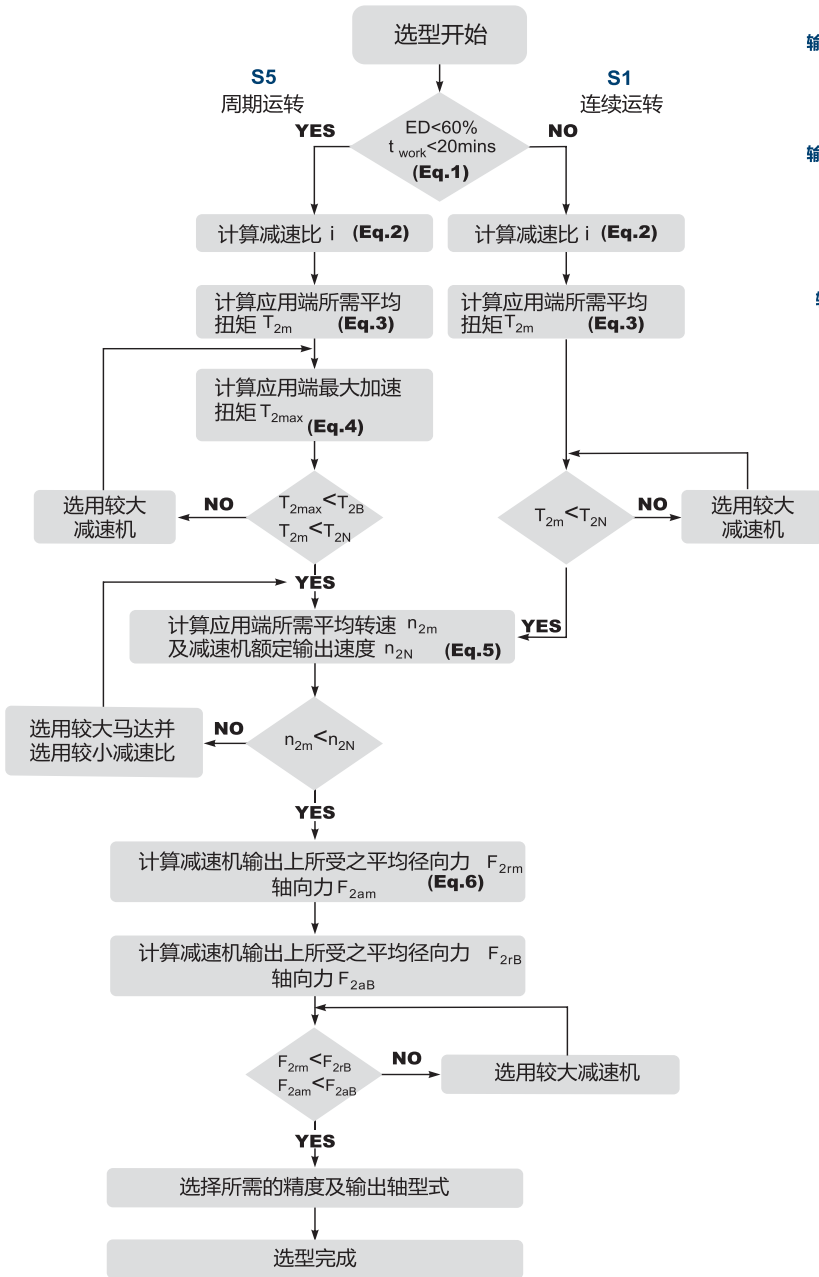 选型开始
S5
周期运转
S1
连续运转
YES
ED<60%
t work<20mins
(Eq.1)
NO
计算减速比 i (Eq.2)
计算减速比 i (Eq.2)
计算应用端所需平均
扭矩 T2m (Eq.3)
计算应用端所需平均
扭矩T2m (Eq.3)
计算应用端最大加速
扭矩 T2max (Eq.4)
选用较大
减速机
NO
T2max<T2B
T2m<T2N
T2m<T2N
NO
选用较大
减速机
YES
YES
计算应用端所需平均转速 n2m
及减速机额定输出速度 n2N (Eq.5)
选用较大马达并
选用较小减速比
NO
n2m<n2N
YES
计算减速机输出上所受之平均径向力 F2rm
轴向力 F2am (Eq.6)
计算减速机输出上所受之平均径向力 F2rB
轴向力 F2aB
F2rm<F2rB
F2am<F2aB
NO
选用较大减速机
YES
选择所需的精度及输出轴型式
选型完成